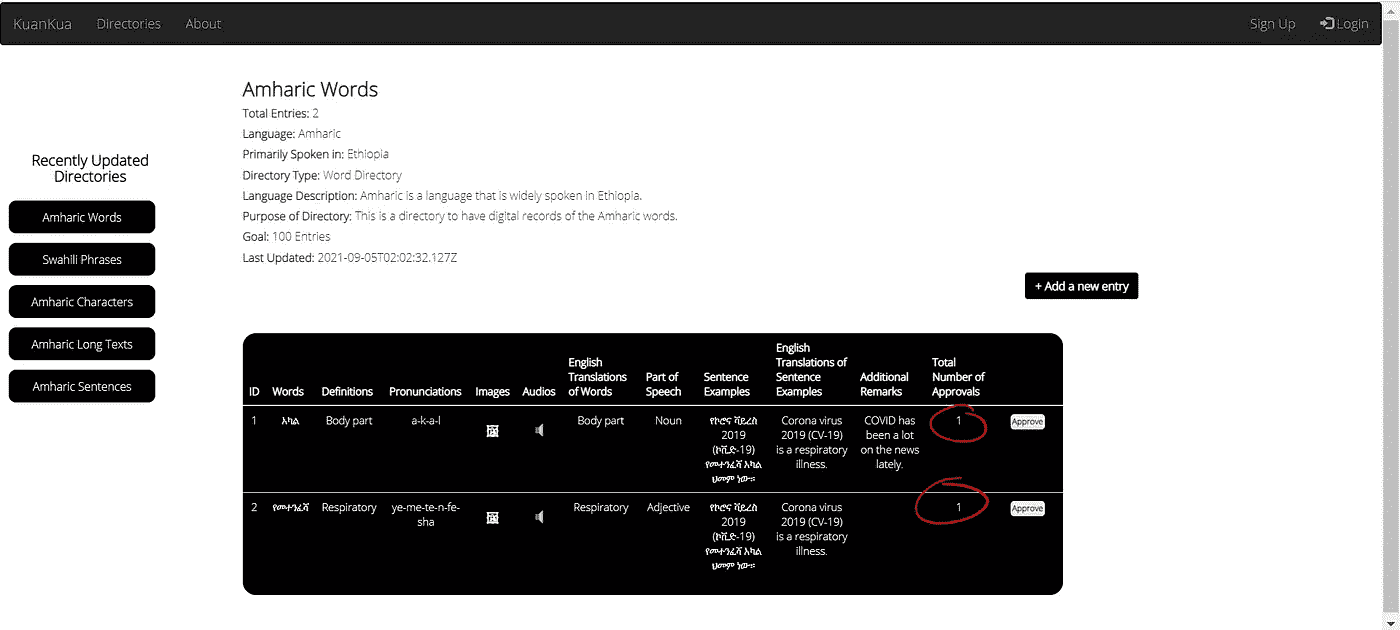 KuanKua Directories About Sign Up Login
Amharic Words
Total Entries: 2
Language: Amharic
Primarily Spoken in: Ethiopia
Directory Type: Word Directory
Language Description: Amharic is a language that is widely spoken in Ethiopia.
Purpose of Directory: This is a directory to have digital records of the Amharic words.
Goal: 100 Entries
Last Updated: 2021-09-05T02:02:32.127Z
Recently Updated
Directories
Amharic Words
Swahili Phrases
Amharic Characters
Amharic Long Texts
Amharic Sentences
+ Add a new entry
ID
Words
Definitions
Pronunciations
Images
Audios
English
Translations
of Words
Part of
Speech
Sentence
Examples
English
Translations of
Sentence
Examples
Additional
Remarks
Total
Number of
Approvals
1
አካል
Body part
a-k-a-l
Body part
Noun
የኮሮና ቫይረስ
2019
(ኮቪድ-19)
የመተንፈሻ አካል
ህመም ነው።
Corona virus
2019 (CV-19)
is a respiratory
illness.
COVID has
been a lot
on the news
lately.
1
Approve
2
የመተንፈሻ
Respiratory
ye-me-te-n-fe-
sha
Respiratory
Adjective
የኮሮና ቫይረስ
2019
(ኮቪድ-19)
የመተንፈሻ አካል
ህመም ነው።
Corona virus
2019 (CV-19)
is a respiratory
illness.
1
Approve